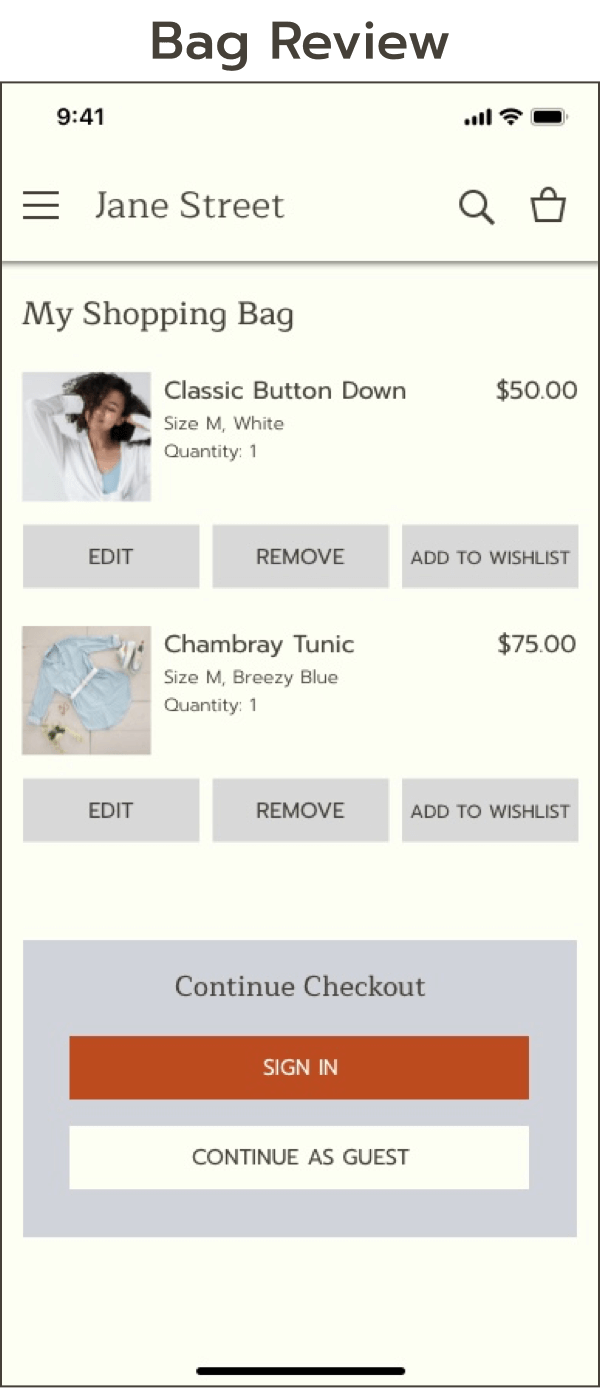 Bag Review
9:41
Jane Street
My Shopping Bag
Classic Button Down $50.00
Size M, White
Quantity: 1
EDIT REMOVE ADD TO WISHLIST
Chambray Tunic $75.00
Size M, Breezy Blue
Quantity: 1
EDIT REMOVE ADD TO WISHLIST
Continue Checkout
SIGN IN
CONTINUE AS GUEST